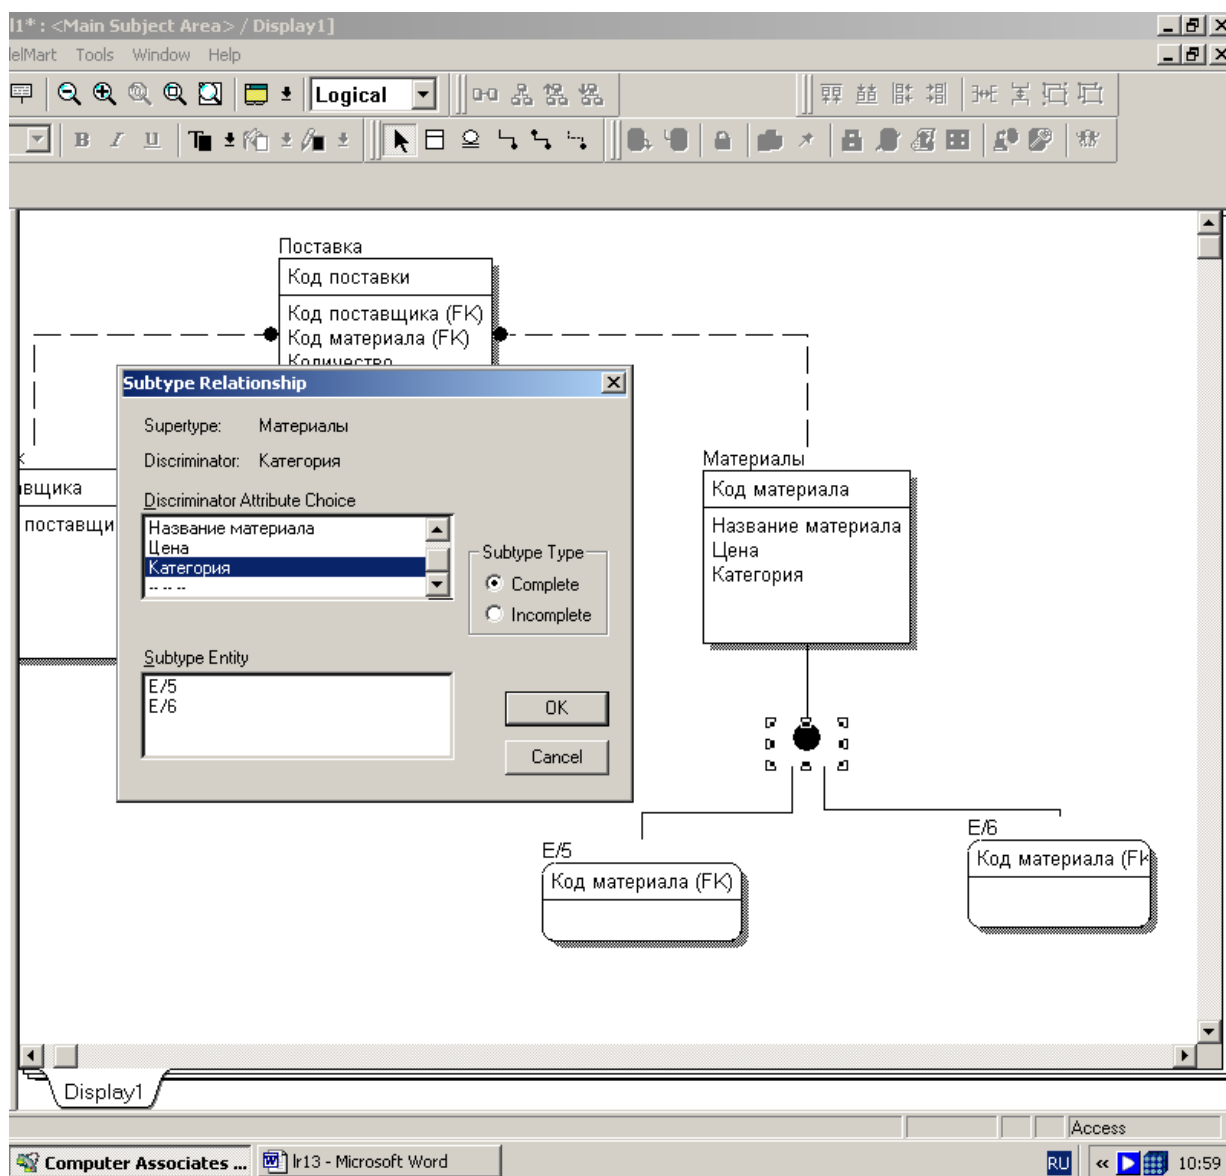 l1* : <Main Subject Area> / Display1]
delMart Tools Window Help
Logical
B I U
Поставка
Код поставки
Код поставщика (FK)
Код материала (FK)
Количество
Subtype Relationship
Supertype: Материалы
Discriminator: Категория
Discriminator Attribute Choice
Название материала
Цена
Категория
-- -- --
Subtype Type
Complete
Incomplete
Subtype Entity
E/5
E/6
OK
Cancel
авщика
поставщи
Материалы
Код материала
Название материала
Цена
Категория
E/5
Код материала (FK)
E/6
Код материала (FK
Display1
Access
Computer Associates ...
lr13 - Microsoft Word
RU
«
10:59